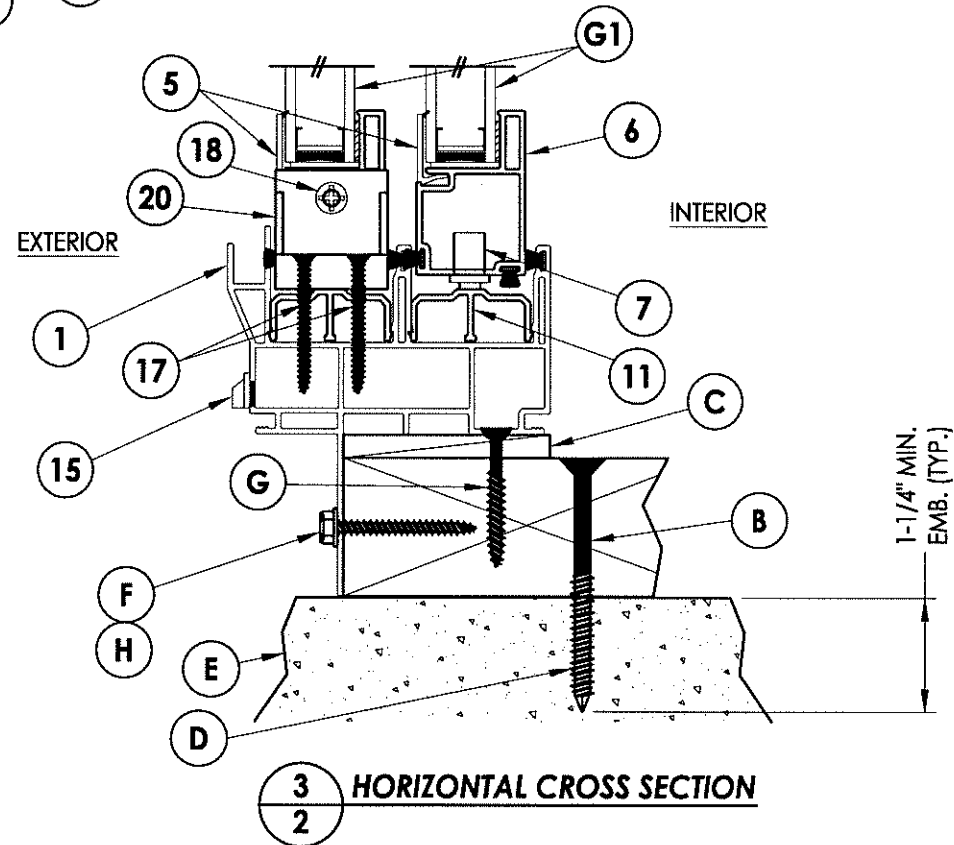 G1
5
6
18
20
EXTERIOR
INTERIOR
1
7
17
11
C
15
G
B
1-1/4" MIN.
EMB. (TYP.)
F
H
E
D
3
2
HORIZONTAL CROSS SECTION